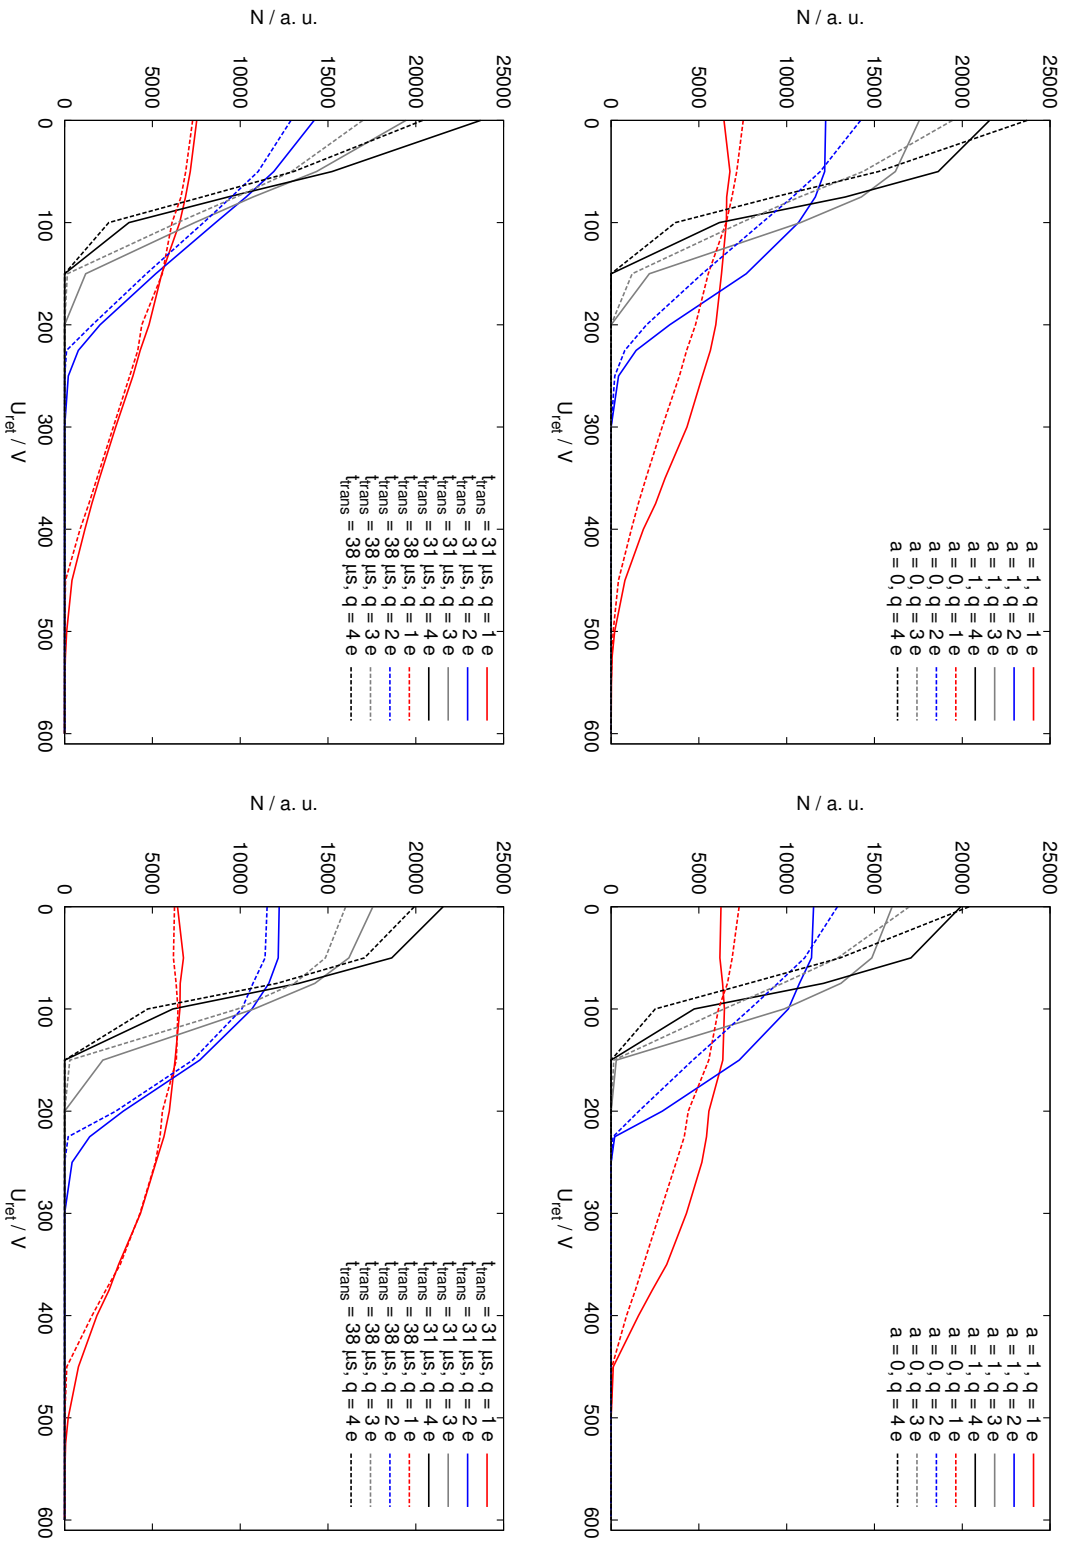 N / a. u.
25000
20000
15000
10000
5000
0
a = 1, q = 1 e
a = 1, q = 2 e
a = 1, q = 3 e
a = 1, q = 4 e
a = 0, q = 1 e
a = 0, q = 2 e
a = 0, q = 3 e
a = 0, q = 4 e
0 100 200 300 400 500 600
U_ret / V
N / a. u.
25000
20000
15000
10000
5000
0
a = 1, q = 1 e
a = 1, q = 2 e
a = 1, q = 3 e
a = 1, q = 4 e
a = 0, q = 1 e
a = 0, q = 2 e
a = 0, q = 3 e
a = 0, q = 4 e
0 100 200 300 400 500 600
U_ret / V
N / a. u.
25000
20000
15000
10000
5000
0
t_trans = 31 µs, q = 1 e
t_trans = 31 µs, q = 2 e
t_trans = 31 µs, q = 3 e
t_trans = 31 µs, q = 4 e
t_trans = 38 µs, q = 1 e
t_trans = 38 µs, q = 2 e
t_trans = 38 µs, q = 3 e
t_trans = 38 µs, q = 4 e
0 100 200 300 400 500 600
U_ret / V
N / a. u.
25000
20000
15000
10000
5000
0
t_trans = 31 µs, q = 1 e
t_trans = 31 µs, q = 2 e
t_trans = 31 µs, q = 3 e
t_trans = 31 µs, q = 4 e
t_trans = 38 µs, q = 1 e
t_trans = 38 µs, q = 2 e
t_trans = 38 µs, q = 3 e
t_trans = 38 µs, q = 4 e
0 100 200 300 400 500 600
U_ret / V